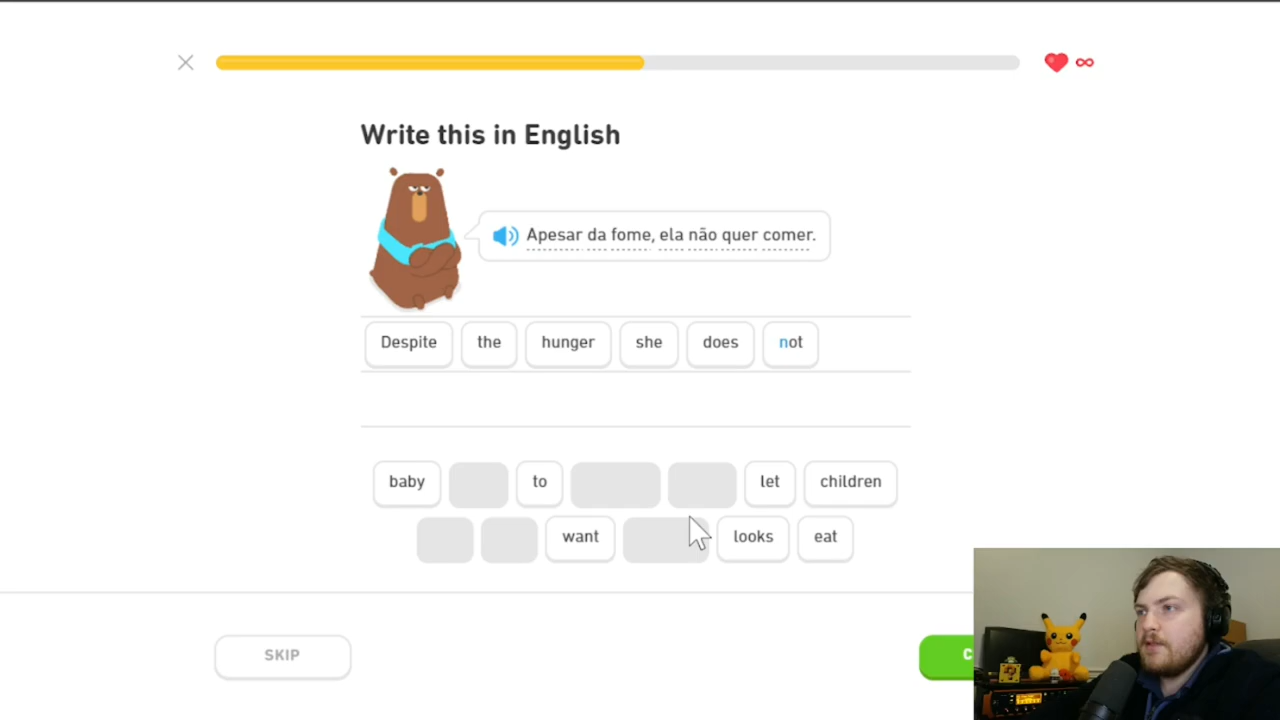 ∞
Write this in English
Apesar da fome, ela não quer comer.
Despite the hunger she does not
baby to let children
want looks eat
SKIP
C